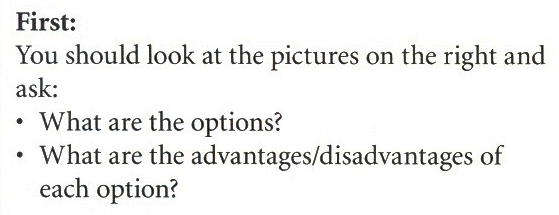 First:
You should look at the pictures on the right and
ask:
• What are the options?
• What are the advantages/disadvantages of
each option?